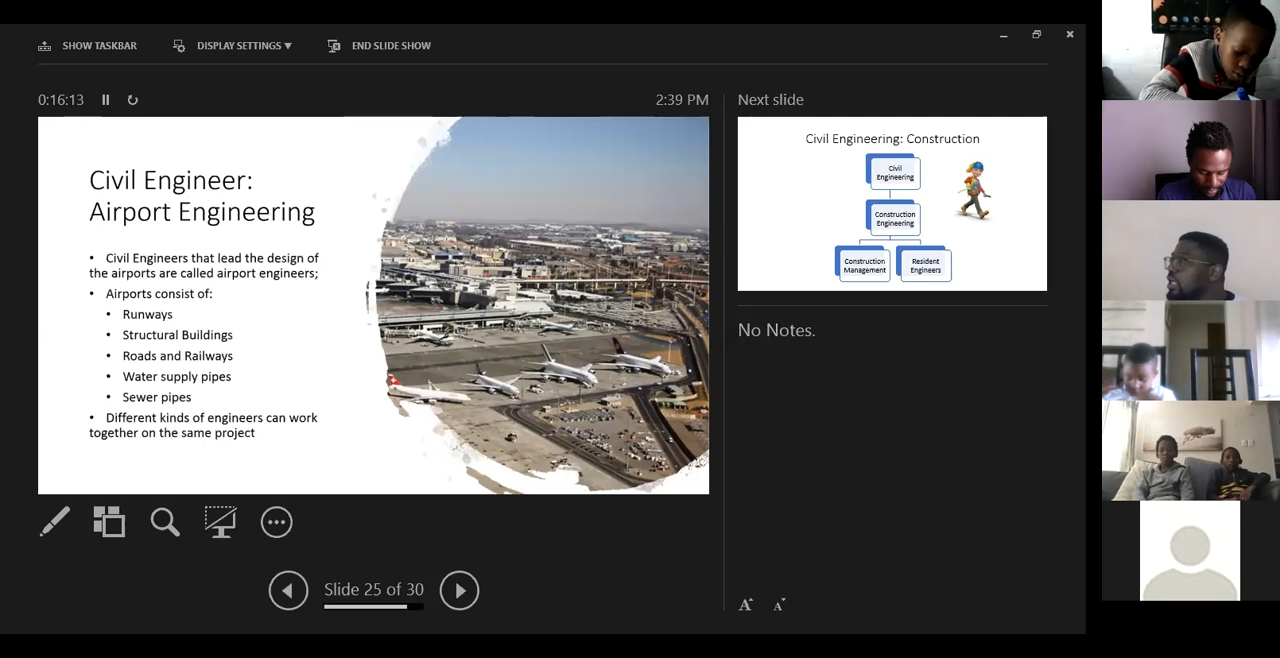 SHOW TASKBAR
DISPLAY SETTINGS ▼
END SLIDE SHOW
0:16:13
2:39 PM
Civil Engineer:
Airport Engineering
• Civil Engineers that lead the design of
the airports are called airport engineers;
• Airports consist of:
• Runways
• Structural Buildings
• Roads and Railways
• Water supply pipes
• Sewer pipes
• Different kinds of engineers can work
together on the same project
Next slide
Civil Engineering: Construction
Civil
Engineering
Construction
Engineering
Construction
Management
Resident
Engineers
No Notes.
Slide 25 of 30
A A